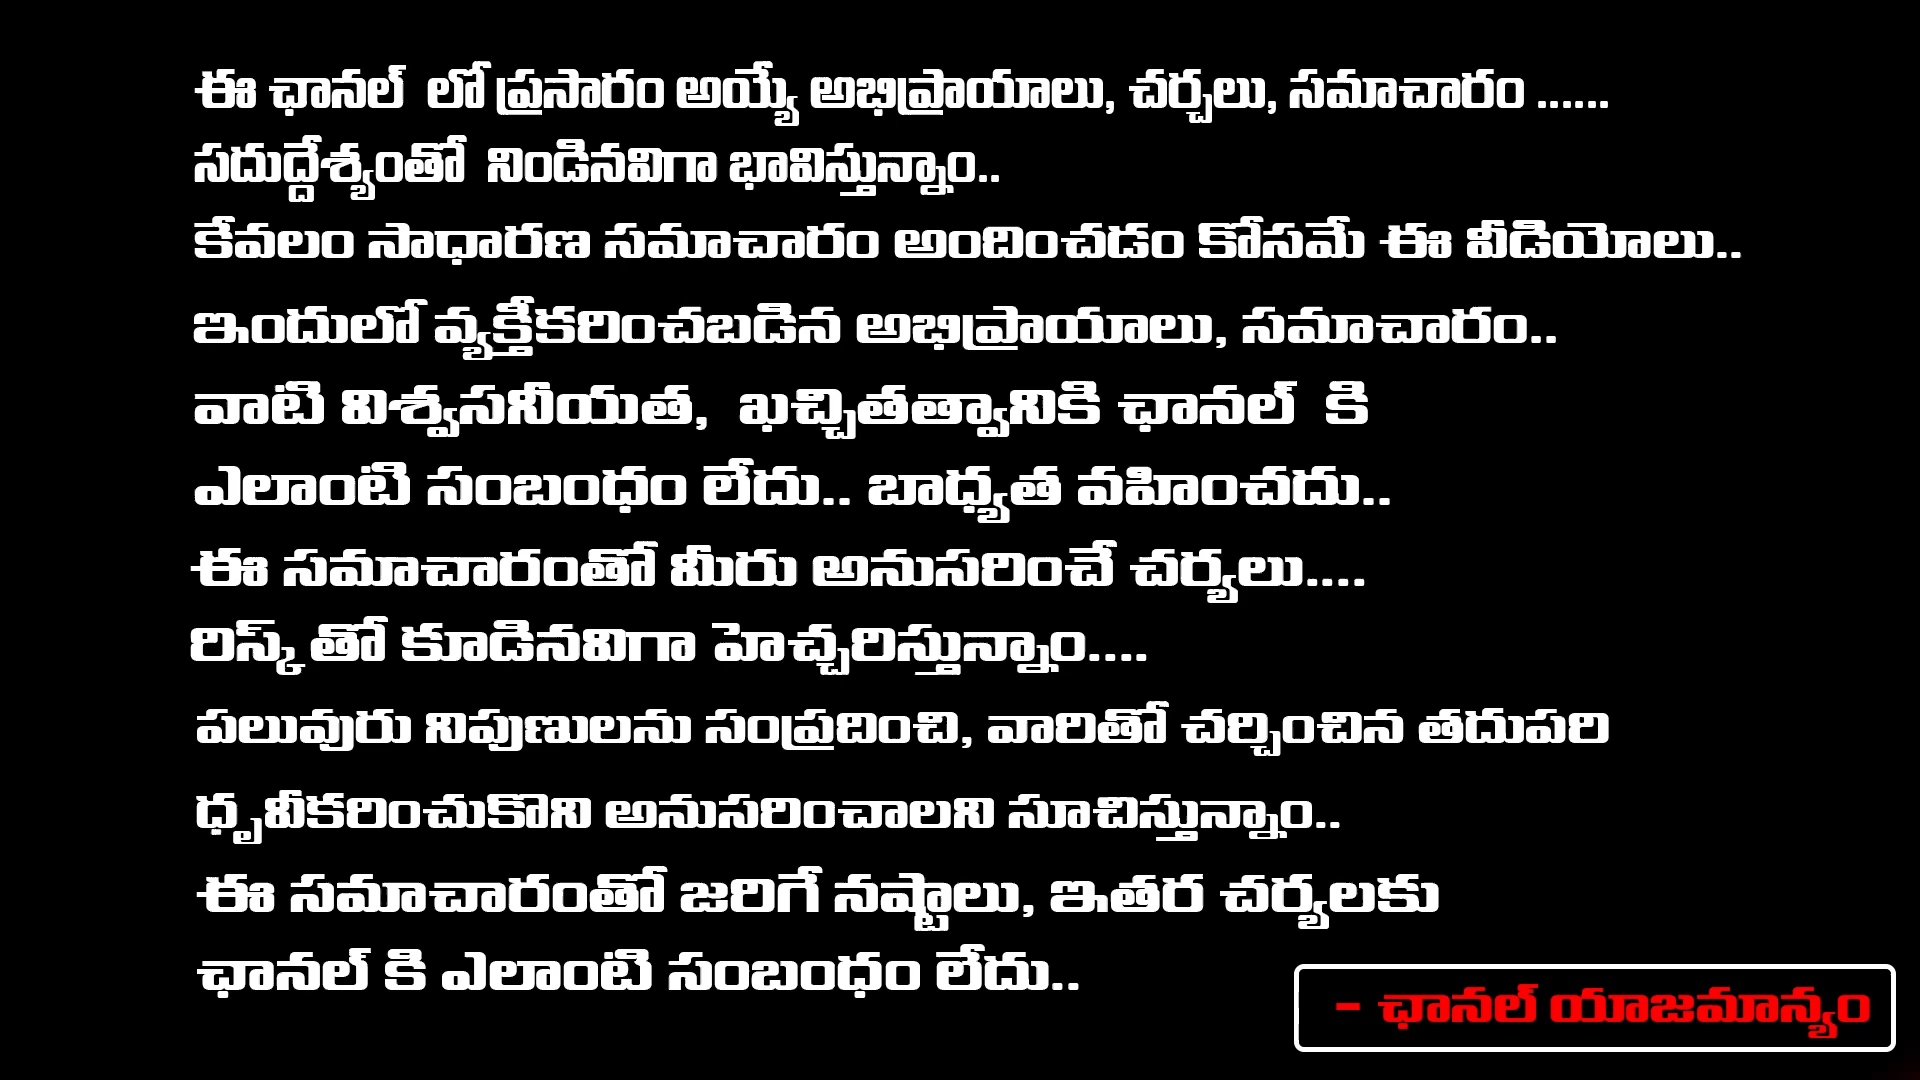 ఈ ఛానల్ లో ప్రసారం అయ్యే అభిప్రాయాలు, చర్చలు, సమాచారం ......
సదుద్దేశ్యంతో నిండినవిగా భావిస్తున్నాం..
కేవలం సాధారణ సమాచారం అందించడం కోసమే ఈ వీడియోలు..
ఇందులో వ్యక్తీకరించబడిన అభిప్రాయాలు, సమాచారం..
వాటి విశ్వసనీయత, ఖచ్చితత్వానికి ఛానల్ కి
ఎలాంటి సంబంధం లేదు.. బాధ్యత వహించదు..
ఈ సమాచారంతో మీరు అనుసరించే చర్యలు....
రిస్క్ తో కూడినవిగా హెచ్చరిస్తున్నాం....
పలువురు నిపుణులను సంప్రదించి, వారితో చర్చించిన తదుపరి
ధృవీకరించుకొని అనుసరించాలని సూచిస్తున్నాం..
ఈ సమాచారంతో జరిగే నష్టాలు, ఇతర చర్యలకు
ఛానల్ కి ఎలాంటి సంబంధం లేదు..
- ఛానల్ యాజమాన్యం